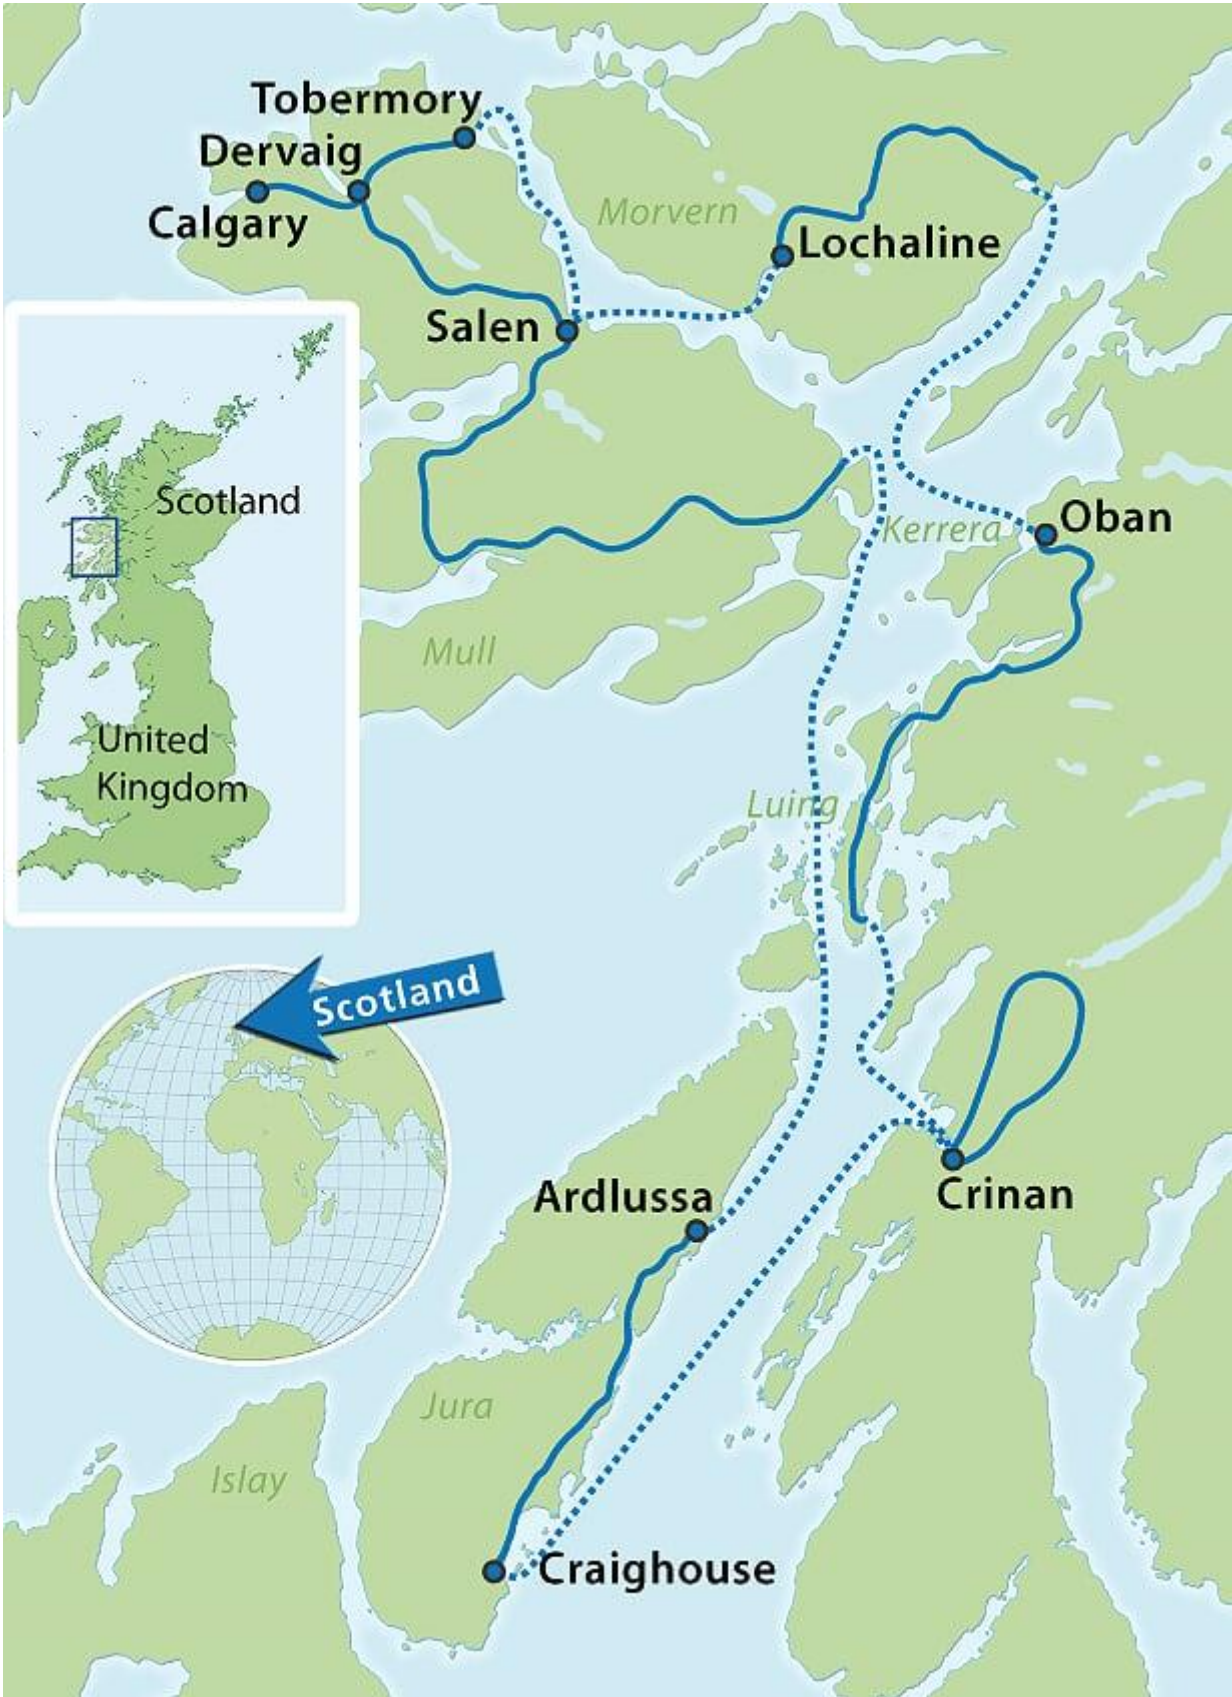 Tobermory
Dervaig
Calgary
Morvern
Lochaline
Salen
Scotland
Oban
Kerrera
Mull
United
Kingdom
Luing
Scotland
Ardlussa
Crinan
Jura
Islay
Craighouse